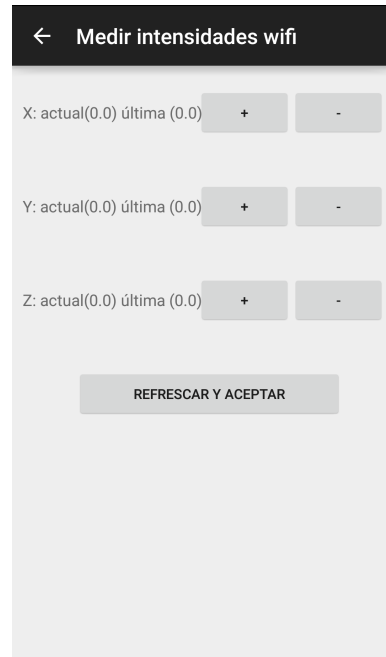 Medir intensidades wifi
X: actual(0.0) última (0.0) + -
Y: actual(0.0) última (0.0) + -
Z: actual(0.0) última (0.0) + -
REFRESCAR Y ACEPTAR